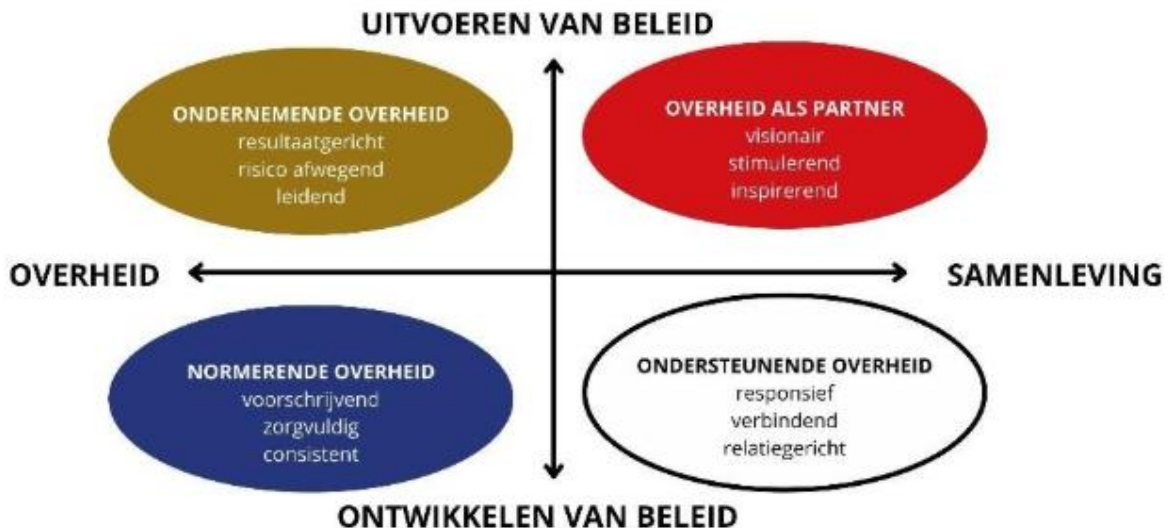 UITVOEREN VAN BELEID
ONDERNEMENDE OVERHEID
resultaatgericht
risico afwegend
leidend
OVERHEID ALS PARTNER
visionair
stimulerend
inspirerend
OVERHEID
SAMENLEVING
NORMERENDE OVERHEID
voorschrijvend
zorgvuldig
consistent
ONDERSTEUNENDE OVERHEID
responsief
verbindend
relatiegericht
ONTWIKKELEN VAN BELEID